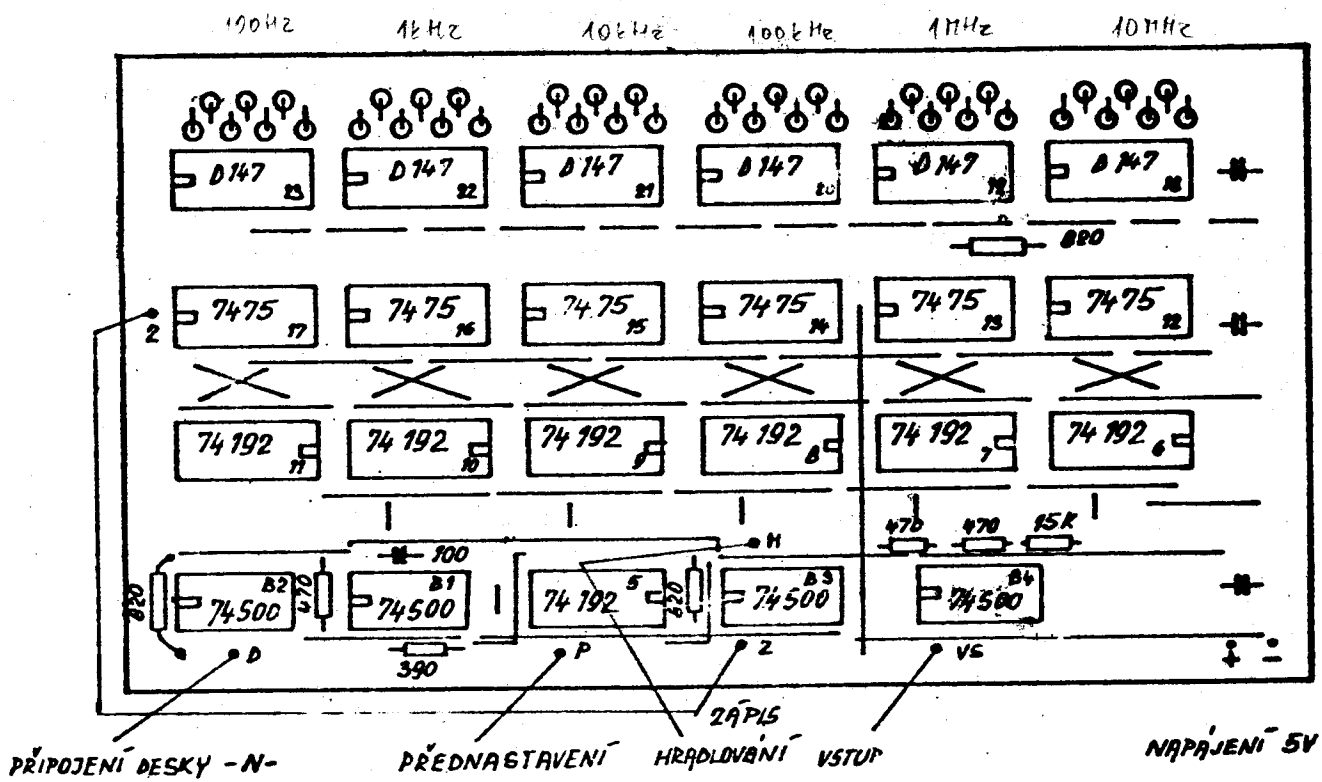 100Hz 1kHz 10kHz 100kHz 1MHz 10MHz
D147 D147 D147 D147 D147 D147
23 22 21 20 19 18
820
7475 7475 7475 7475 7475 7475
17 16 15 14 13 12
Z
74192 74192 74192 74192 74192 74192
11 10 9 8 7 6
470 470 15K
H
100
B2 B1 5 B3 B4
820 74S00 470 74S00 74192 820 74S00 74S00
D 390 P Z VS + -
ZÁPIS
PŘIPOJENÍ DESKY -N- PŘEDNASTAVENÍ HRADLOVÁNÍ VSTUP NAPÁJENÍ 5V